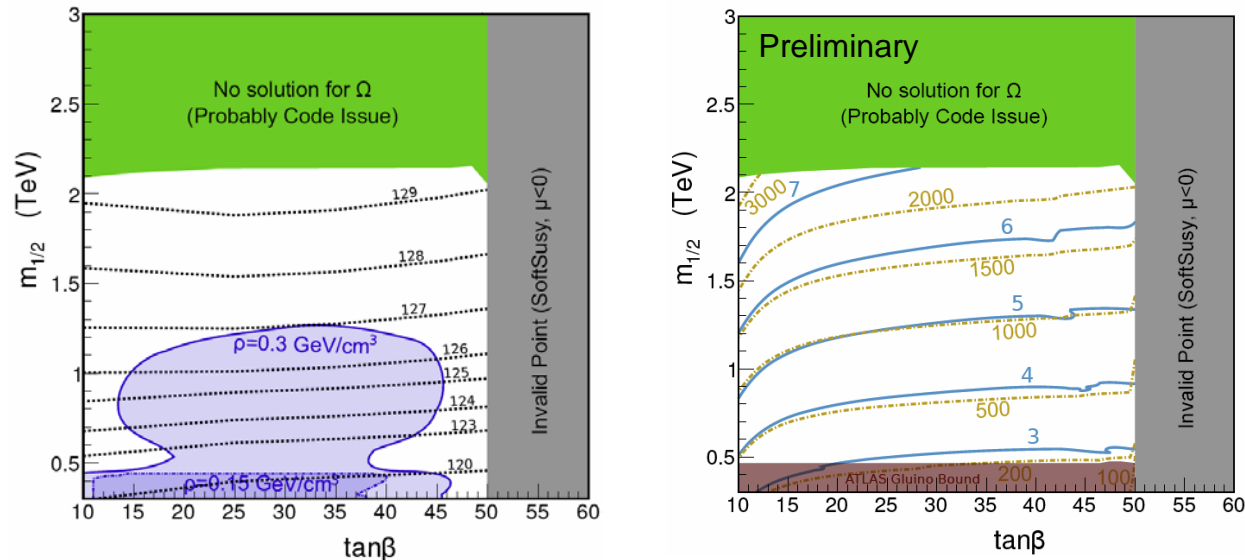 3
2.5
2
1.5
1
0.5
m1/2 (TeV)
No solution for Ω
(Probably Code Issue)
Invalid Point (SoftSusy, μ<0)
129
128
127
ρ=0.3 GeV/cm³
126
125
124
123
120
ρ=0.15 GeV/cm³
10 15 20 25 30 35 40 45 50 55 60
tanβ
3
2.5
2
1.5
1
0.5
m1/2 (TeV)
Preliminary
No solution for Ω
(Probably Code Issue)
Invalid Point (SoftSusy, μ<0)
3000
7
2000
6
1500
5
1000
4
500
3
200
100
ATLAS Gluino Bound
10 15 20 25 30 35 40 45 50 55 60
tanβ